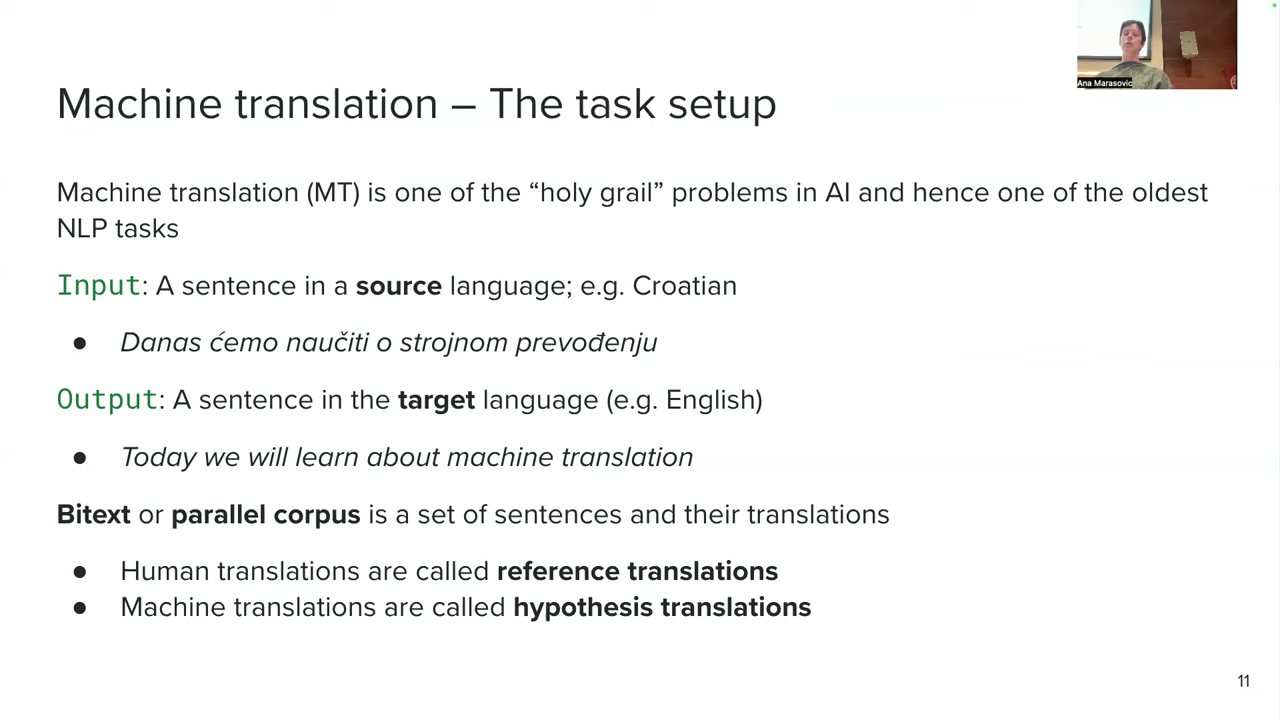 Ana Marasovic
Machine translation – The task setup
Machine translation (MT) is one of the “holy grail” problems in AI and hence one of the oldest
NLP tasks
Input: A sentence in a source language; e.g. Croatian
● Danas ćemo naučiti o strojnom prevođenju
Output: A sentence in the target language (e.g. English)
● Today we will learn about machine translation
Bitext or parallel corpus is a set of sentences and their translations
● Human translations are called reference translations
● Machine translations are called hypothesis translations
11